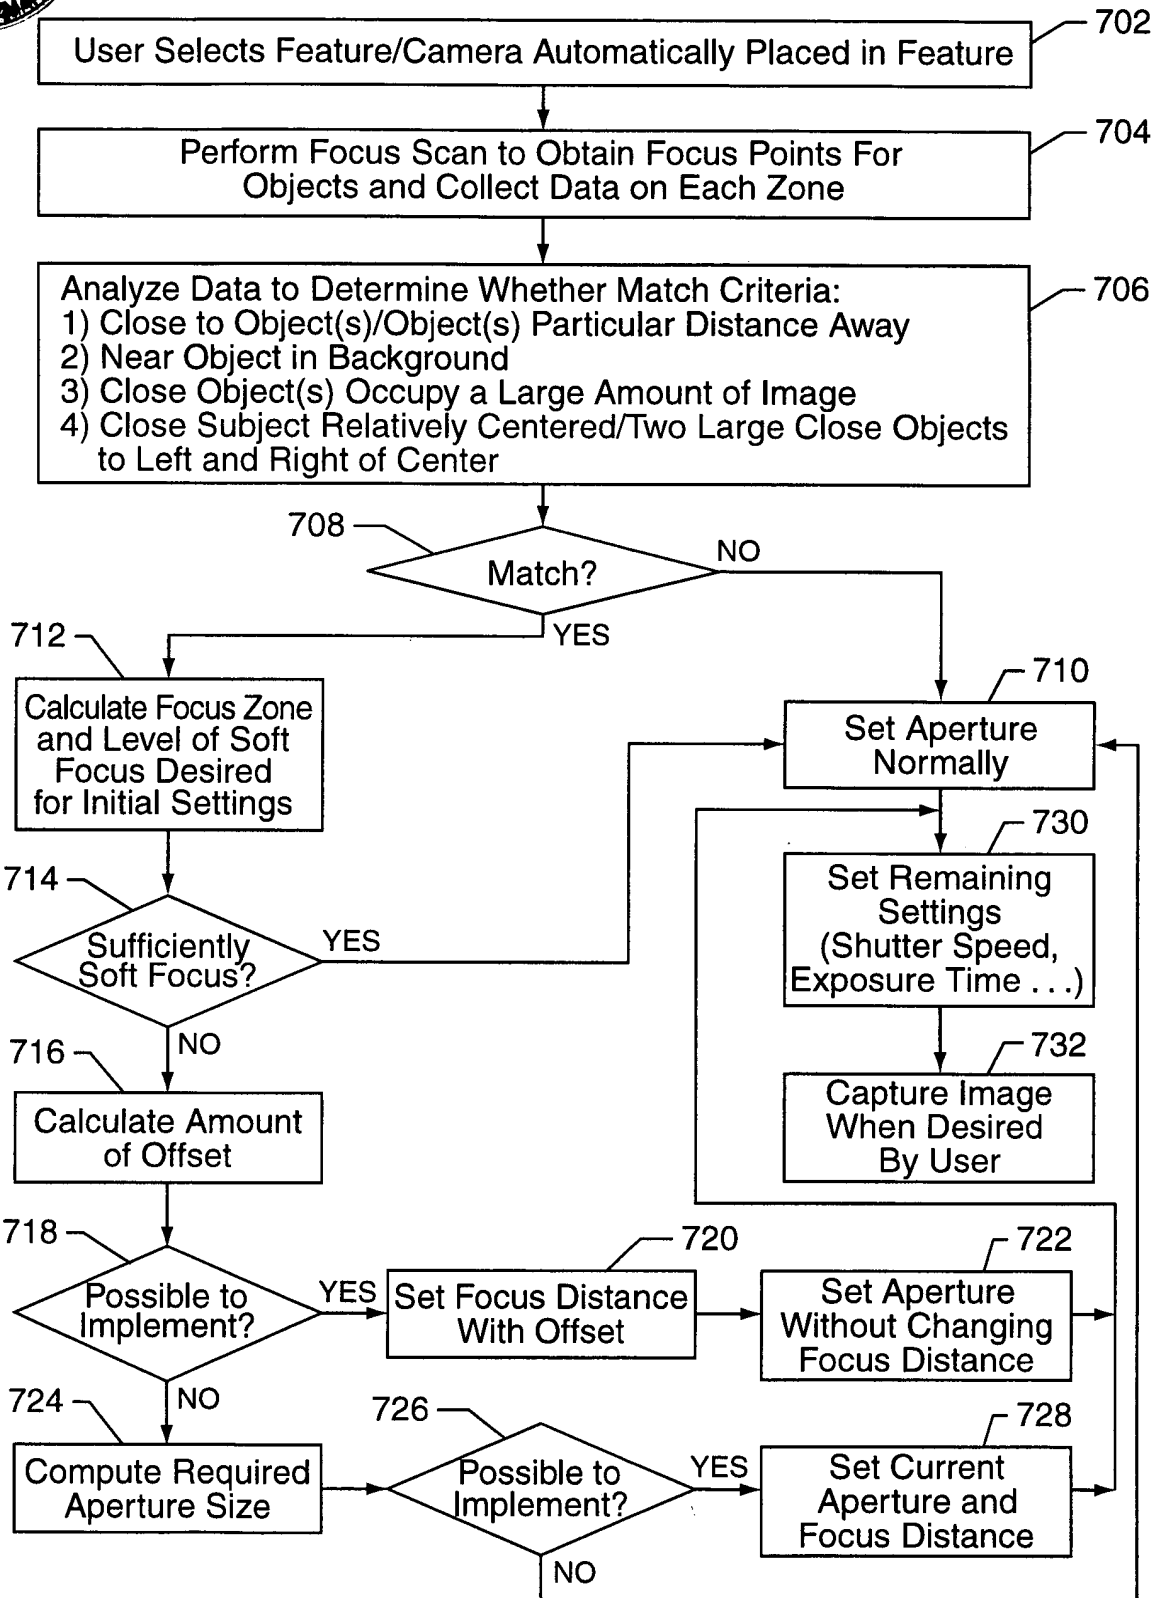 702
User Selects Feature/Camera Automatically Placed in Feature
704
Perform Focus Scan to Obtain Focus Points For
Objects and Collect Data on Each Zone
706
Analyze Data to Determine Whether Match Criteria:
1) Close to Object(s)/Object(s) Particular Distance Away
2) Near Object in Background
3) Close Object(s) Occupy a Large Amount of Image
4) Close Subject Relatively Centered/Two Large Close Objects
to Left and Right of Center
708
Match?
NO
YES
712
Calculate Focus Zone
and Level of Soft
Focus Desired
for Initial Settings
710
Set Aperture
Normally
714
Sufficiently
Soft Focus?
YES
NO
730
Set Remaining
Settings
(Shutter Speed,
Exposure Time . . .)
716
Calculate Amount
of Offset
732
Capture Image
When Desired
By User
718
Possible to
Implement?
YES
NO
720
Set Focus Distance
With Offset
722
Set Aperture
Without Changing
Focus Distance
724
Compute Required
Aperture Size
726
Possible to
Implement?
YES
NO
728
Set Current
Aperture and
Focus Distance